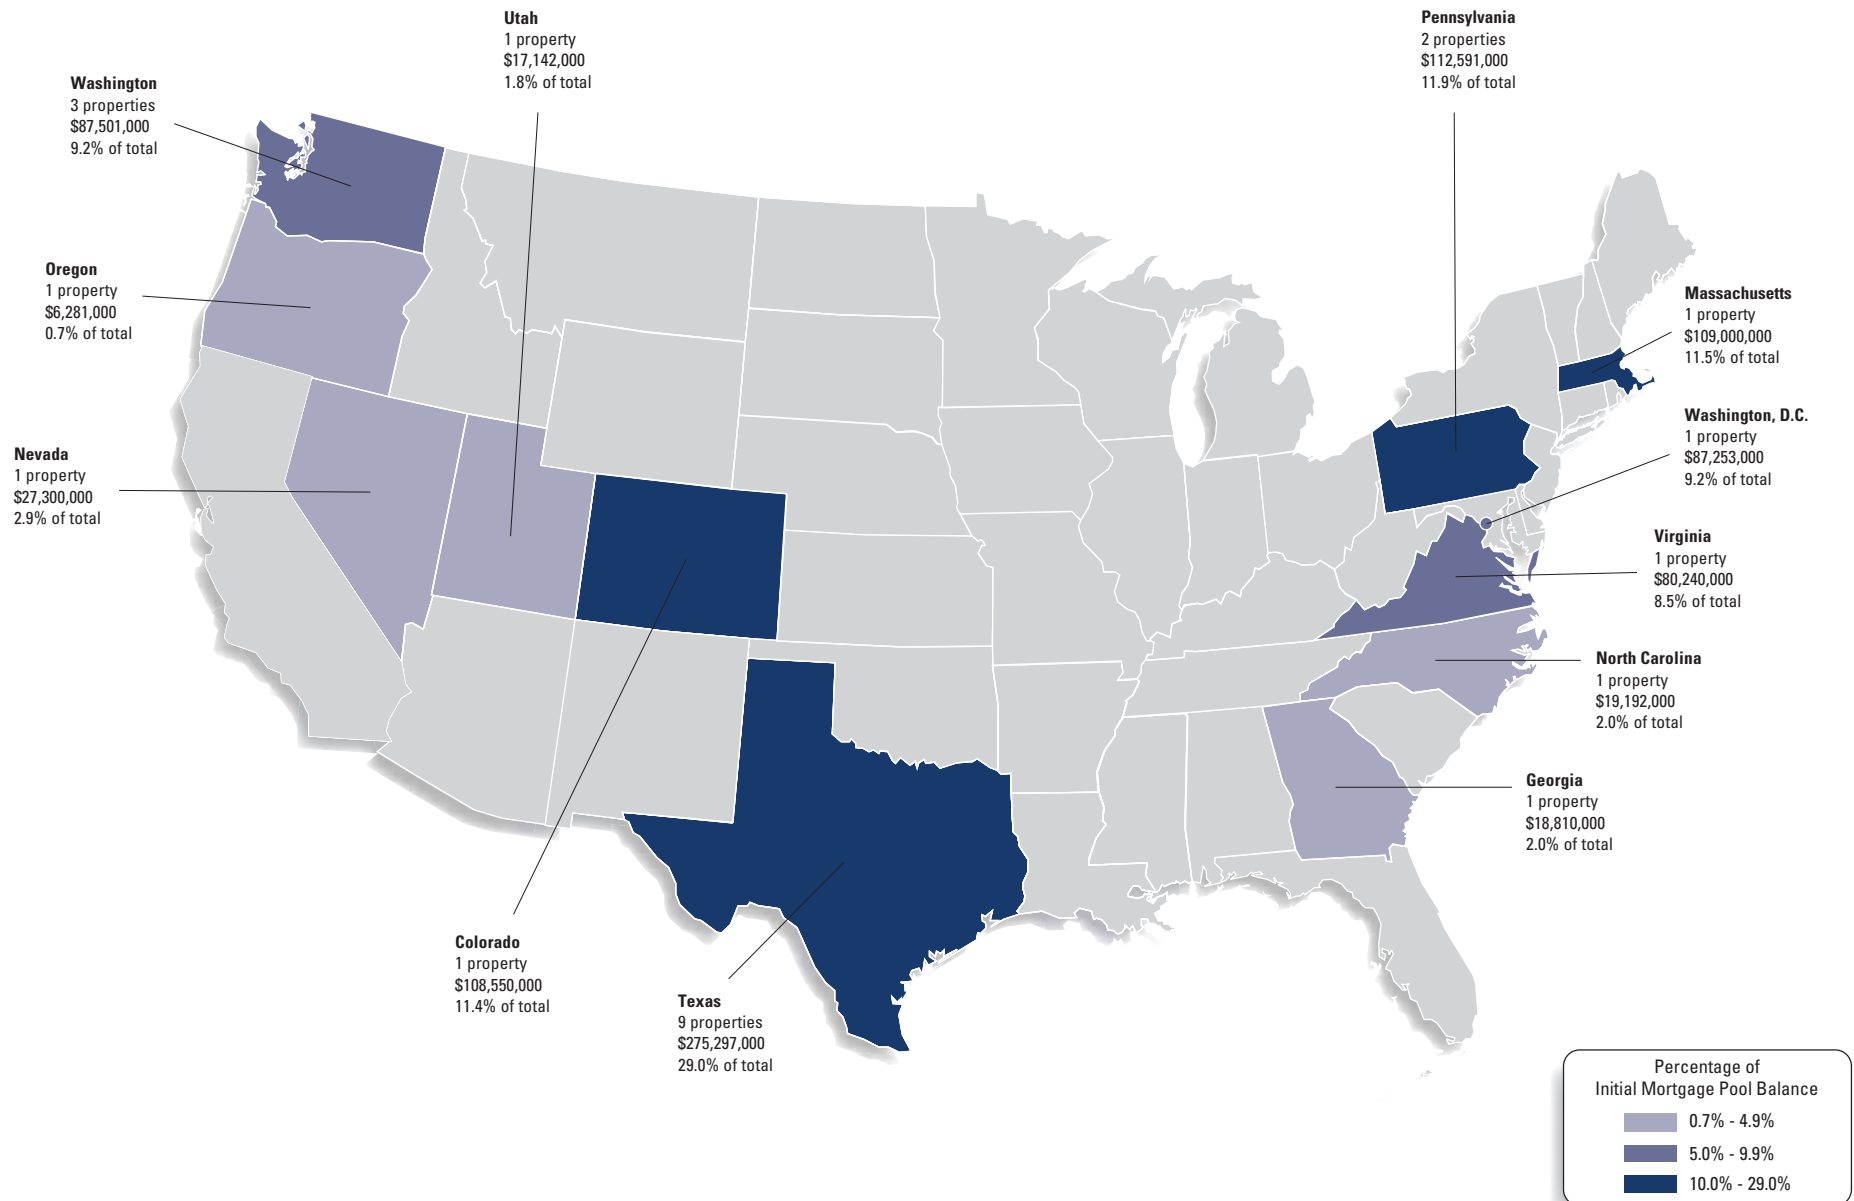 Utah
1 property
$17,142,000
1.8% of total
Pennsylvania
2 properties
$112,591,000
11.9% of total
Washington
3 properties
$87,501,000
9.2% of total
Oregon
1 property
$6,281,000
0.7% of total
Massachusetts
1 property
$109,000,000
11.5% of total
Washington, D.C.
1 property
$87,253,000
9.2% of total
Nevada
1 property
$27,300,000
2.9% of total
Virginia
1 property
$80,240,000
8.5% of total
North Carolina
1 property
$19,192,000
2.0% of total
Georgia
1 property
$18,810,000
2.0% of total
Colorado
1 property
$108,550,000
11.4% of total
Texas
9 properties
$275,297,000
29.0% of total
Percentage of
Initial Mortgage Pool Balance
0.7% - 4.9%
5.0% - 9.9%
10.0% - 29.0%